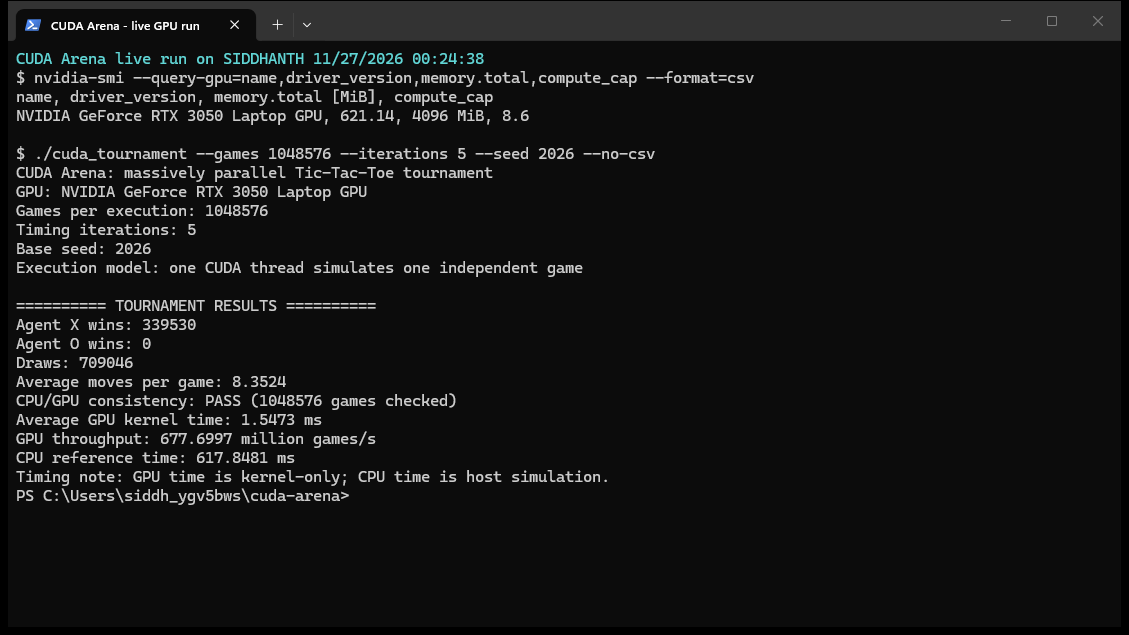 CUDA Arena - live GPU run
CUDA Arena live run on SIDDHANTH 11/27/2026 00:24:38
$ nvidia-smi --query-gpu=name,driver_version,memory.total,compute_cap --format=csv
name, driver_version, memory.total [MiB], compute_cap
NVIDIA GeForce RTX 3050 Laptop GPU, 621.14, 4096 MiB, 8.6
$ ./cuda_tournament --games 1048576 --iterations 5 --seed 2026 --no-csv
CUDA Arena: massively parallel Tic-Tac-Toe tournament
GPU: NVIDIA GeForce RTX 3050 Laptop GPU
Games per execution: 1048576
Timing iterations: 5
Base seed: 2026
Execution model: one CUDA thread simulates one independent game
========== TOURNAMENT RESULTS ==========
Agent X wins: 339530
Agent O wins: 0
Draws: 709046
Average moves per game: 8.3524
CPU/GPU consistency: PASS (1048576 games checked)
Average GPU kernel time: 1.5473 ms
GPU throughput: 677.6997 million games/s
CPU reference time: 617.8481 ms
Timing note: GPU time is kernel-only; CPU time is host simulation.
PS C:\Users\siddh_ygv5bws\cuda-arena>